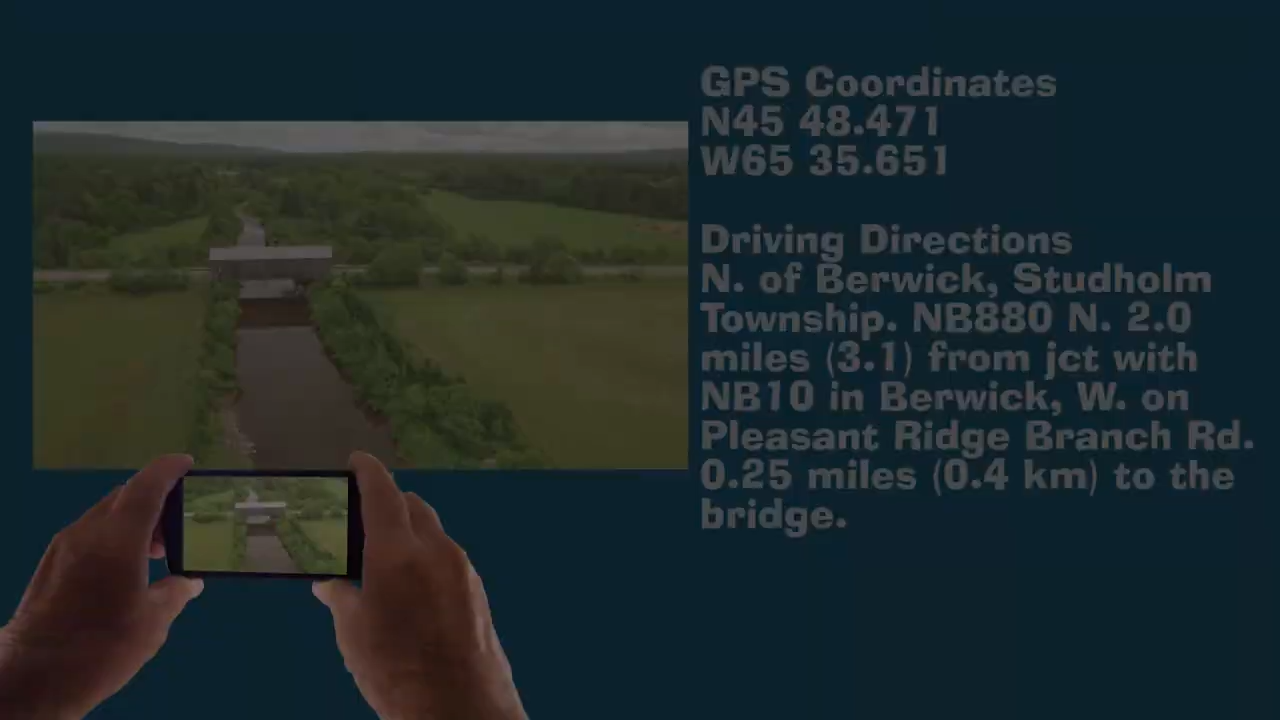 GPS Coordinates
N45 48.471
W65 35.651
Driving Directions
N. of Berwick, Studholm
Township. NB880 N. 2.0
miles (3.1) from jct with
NB10 in Berwick, W. on
Pleasant Ridge Branch Rd.
0.25 miles (0.4 km) to the
bridge.